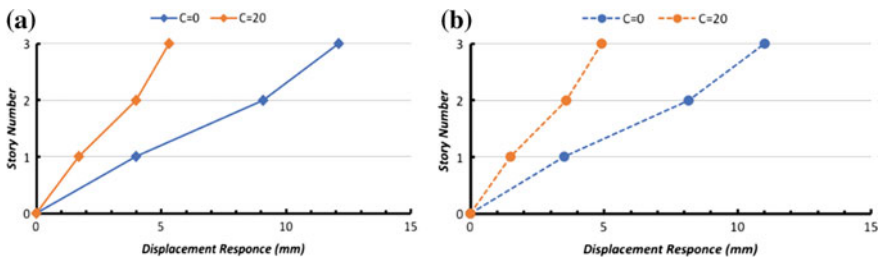 (a)
C=0 C=20
Story Number
3
2
1
0
0 5 10 15
Displacement Responce (mm)
(b)
C=0 C=20
Story Number
3
2
1
0
0 5 10 15
Displacement Responce (mm)